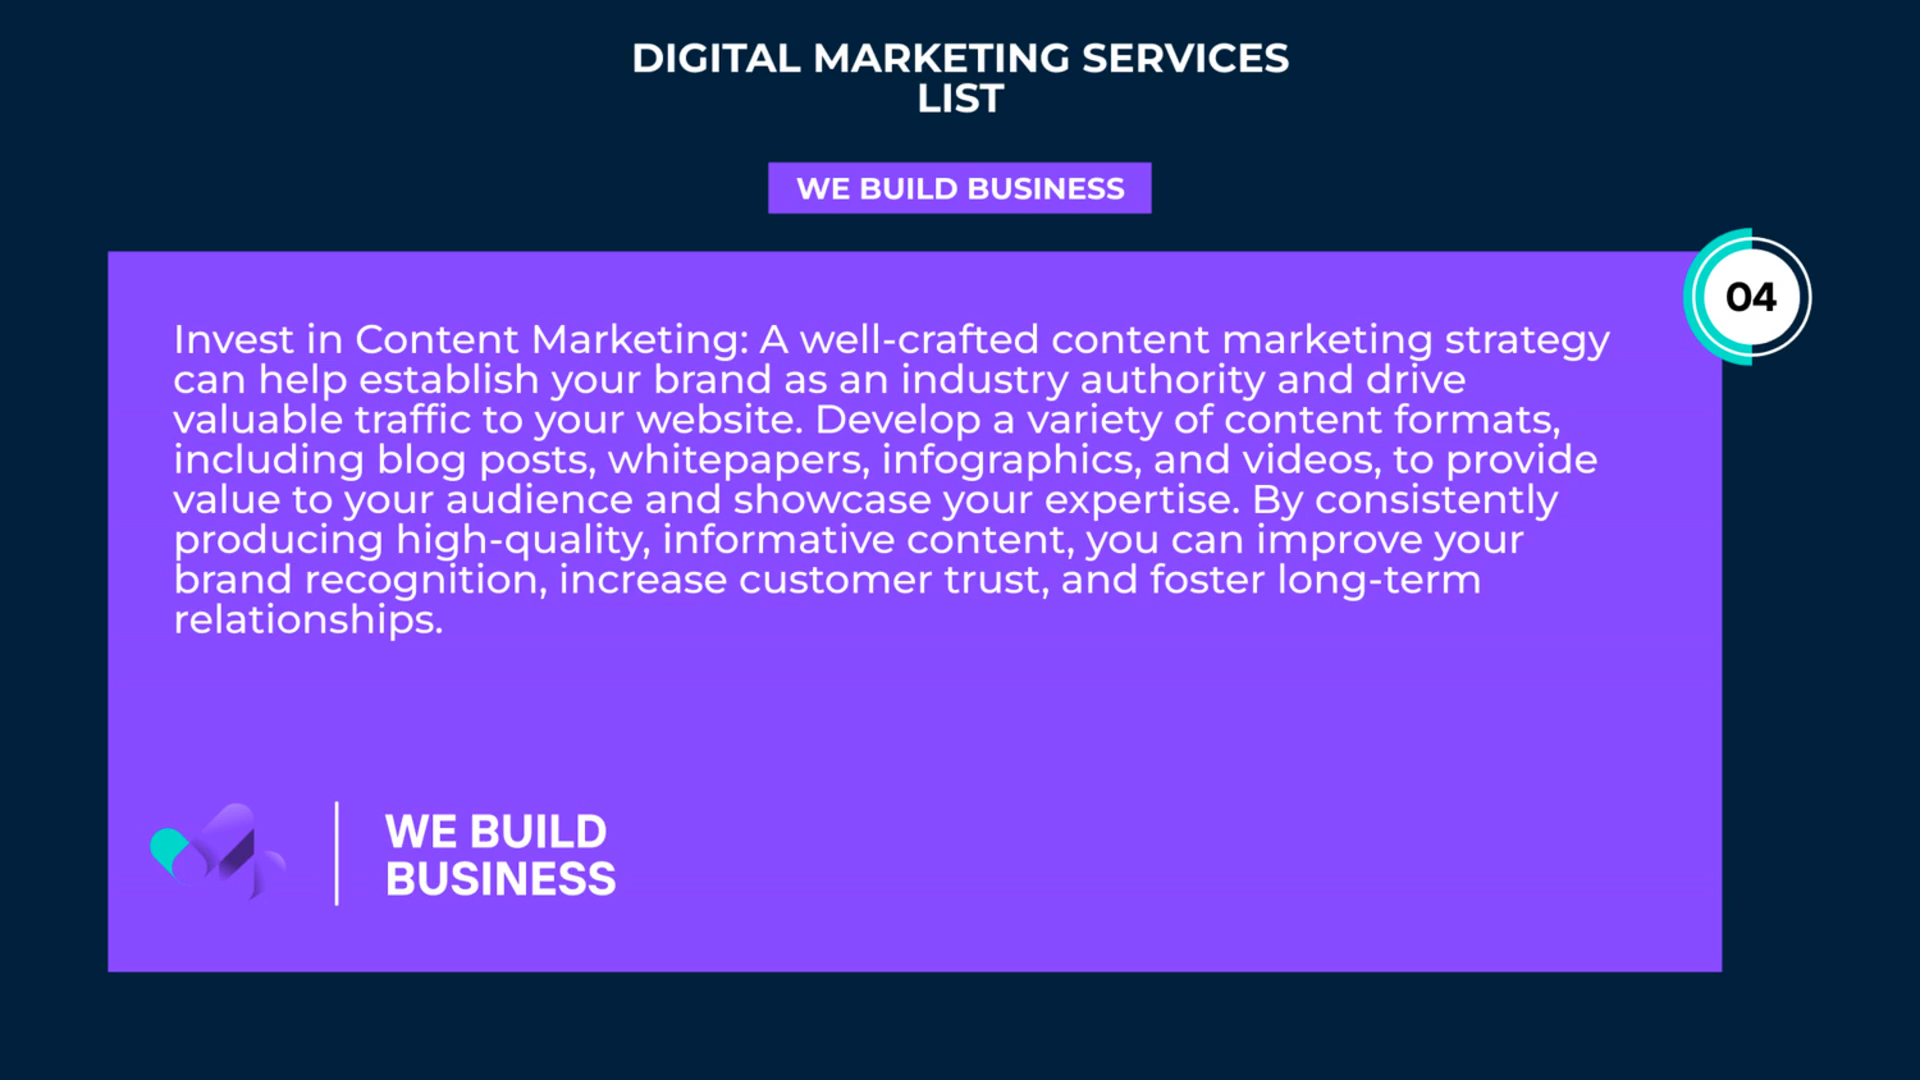 DIGITAL MARKETING SERVICES
LIST
WE BUILD BUSINESS
04
Invest in Content Marketing: A well-crafted content marketing strategy
can help establish your brand as an industry authority and drive
valuable traffic to your website. Develop a variety of content formats,
including blog posts, whitepapers, infographics, and videos, to provide
value to your audience and showcase your expertise. By consistently
producing high-quality, informative content, you can improve your
brand recognition, increase customer trust, and foster long-term
relationships.
WE BUILD
BUSINESS